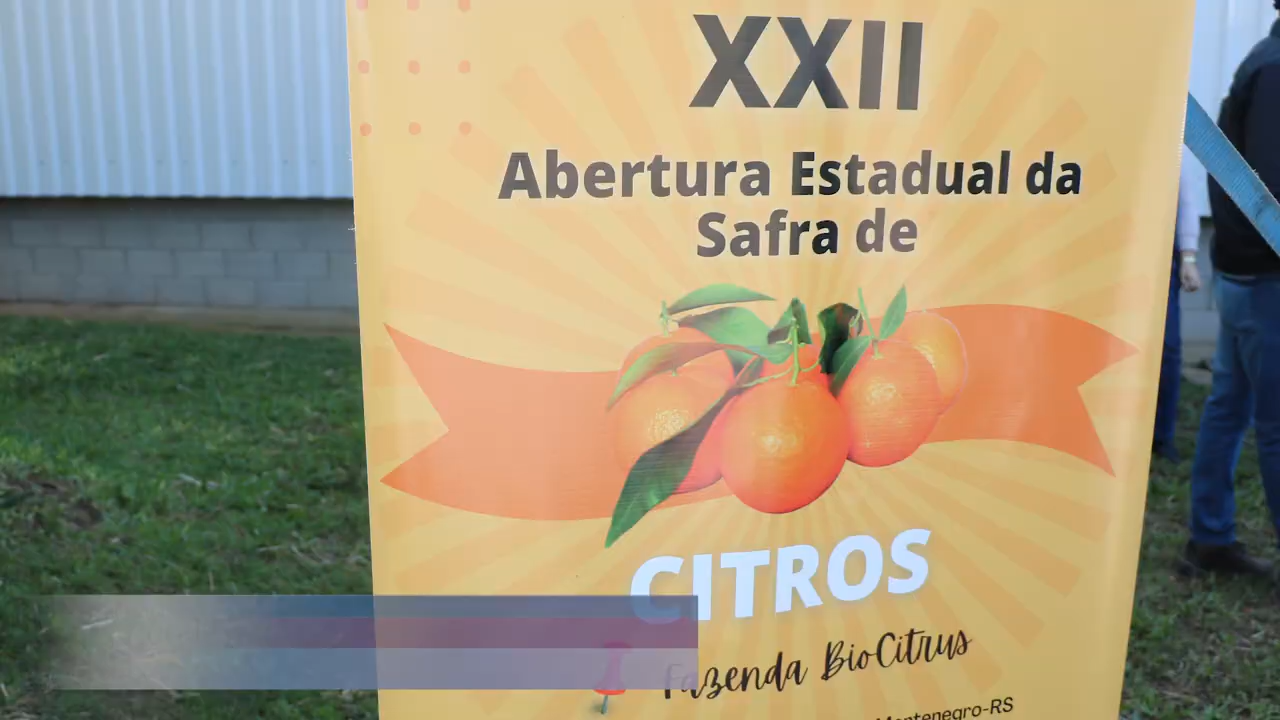 XXII
Abertura Estadual da
Safra de
CITROS
Fazenda BioCitrus
Montenegro-RS